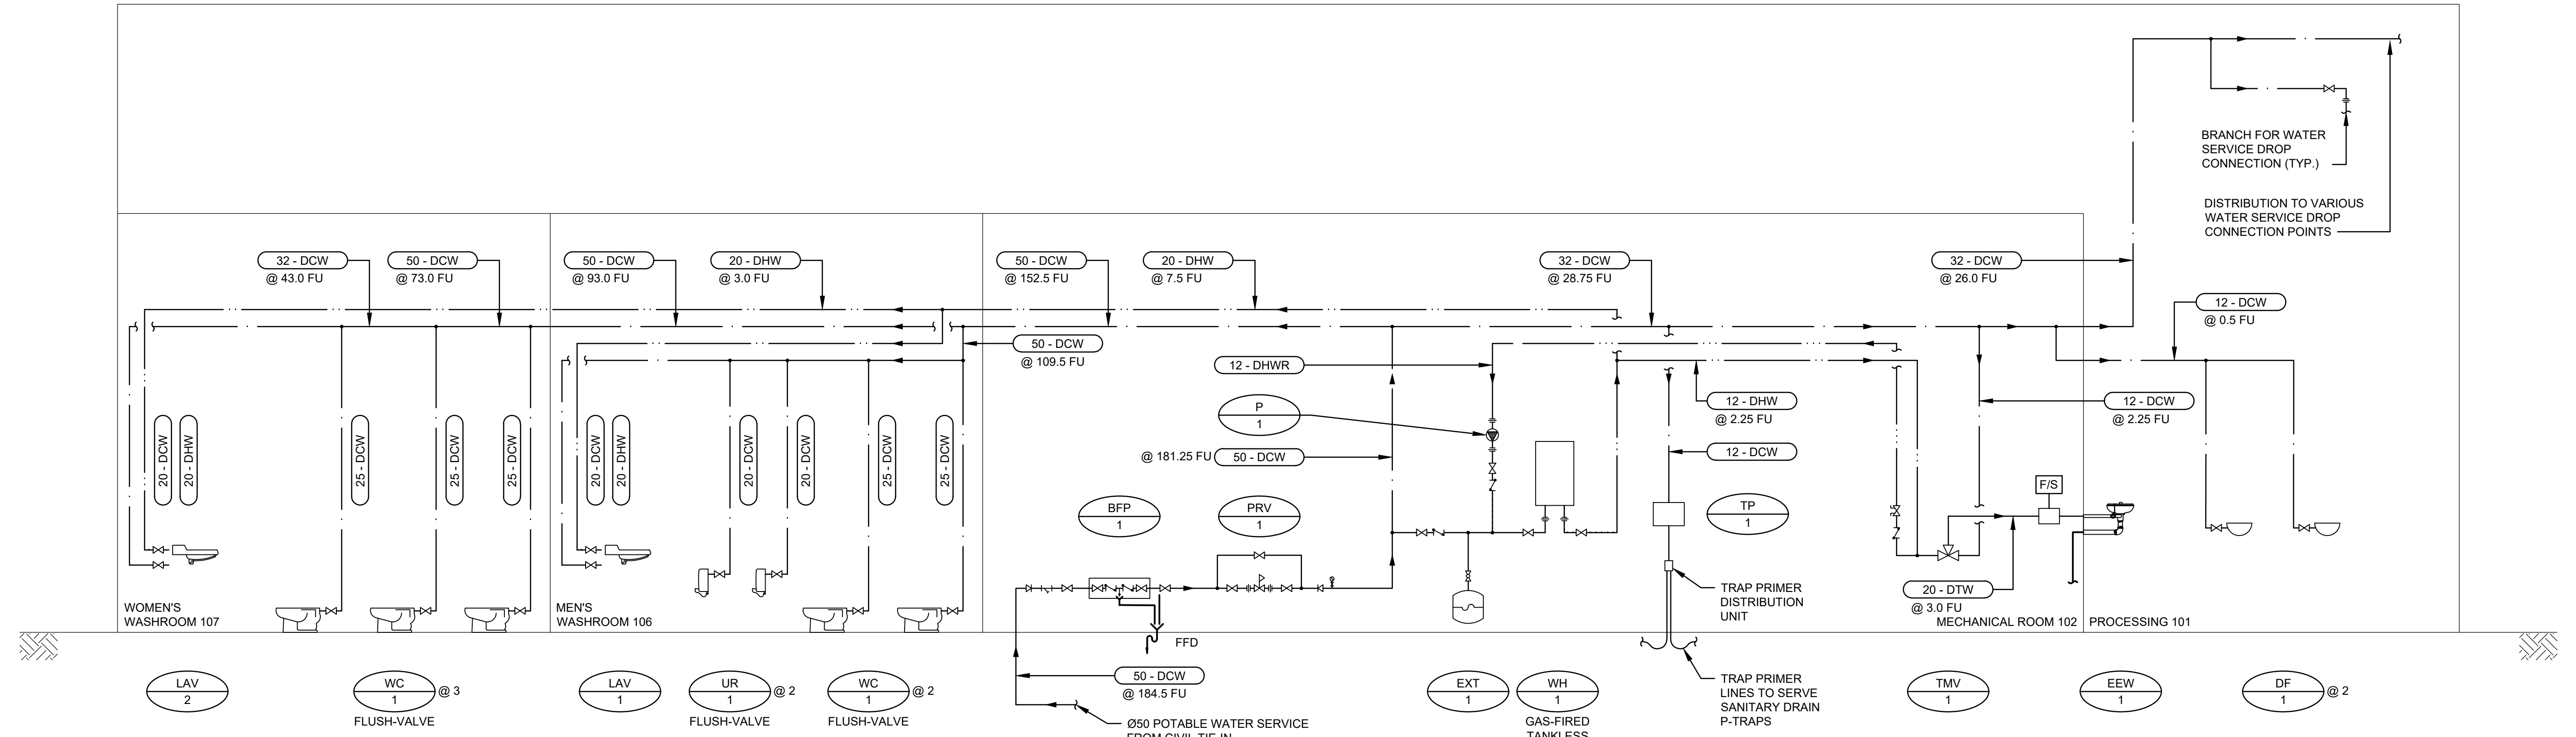 BRANCH FOR WATER
SERVICE DROP
CONNECTION (TYP.)
DISTRIBUTION TO VARIOUS
WATER SERVICE DROP
CONNECTION POINTS
32 - DCW
@ 43.0 FU
50 - DCW
@ 73.0 FU
50 - DCW
@ 93.0 FU
20 - DHW
@ 3.0 FU
50 - DCW
@ 152.5 FU
20 - DHW
@ 7.5 FU
32 - DCW
@ 28.75 FU
32 - DCW
@ 26.0 FU
12 - DCW
@ 0.5 FU
50 - DCW
@ 109.5 FU
12 - DHWR
12 - DHW
@ 2.25 FU
12 - DCW
@ 2.25 FU
P
1
@ 181.25 FU
50 - DCW
12 - DCW
20 - DCW
20 - DHW
25 - DCW
25 - DCW
25 - DCW
20 - DCW
20 - DHW
20 - DCW
20 - DCW
25 - DCW
25 - DCW
BFP
1
PRV
1
TP
1
F/S
TRAP PRIMER
DISTRIBUTION
UNIT
20 - DTW
@ 3.0 FU
WOMEN'S
WASHROOM 107
MEN'S
WASHROOM 106
MECHANICAL ROOM 102
PROCESSING 101
FFD
50 - DCW
@ 184.5 FU
Ø50 POTABLE WATER SERVICE
FROM CIVIL TIE-IN
LAV
2
WC
1
@ 3
FLUSH-VALVE
LAV
1
UR
1
@ 2
FLUSH-VALVE
WC
1
@ 2
FLUSH-VALVE
EXT
1
WH
1
GAS-FIRED
TANKLESS
TRAP PRIMER
LINES TO SERVE
SANITARY DRAIN
P-TRAPS
TMV
1
EEW
1
DF
1
@ 2